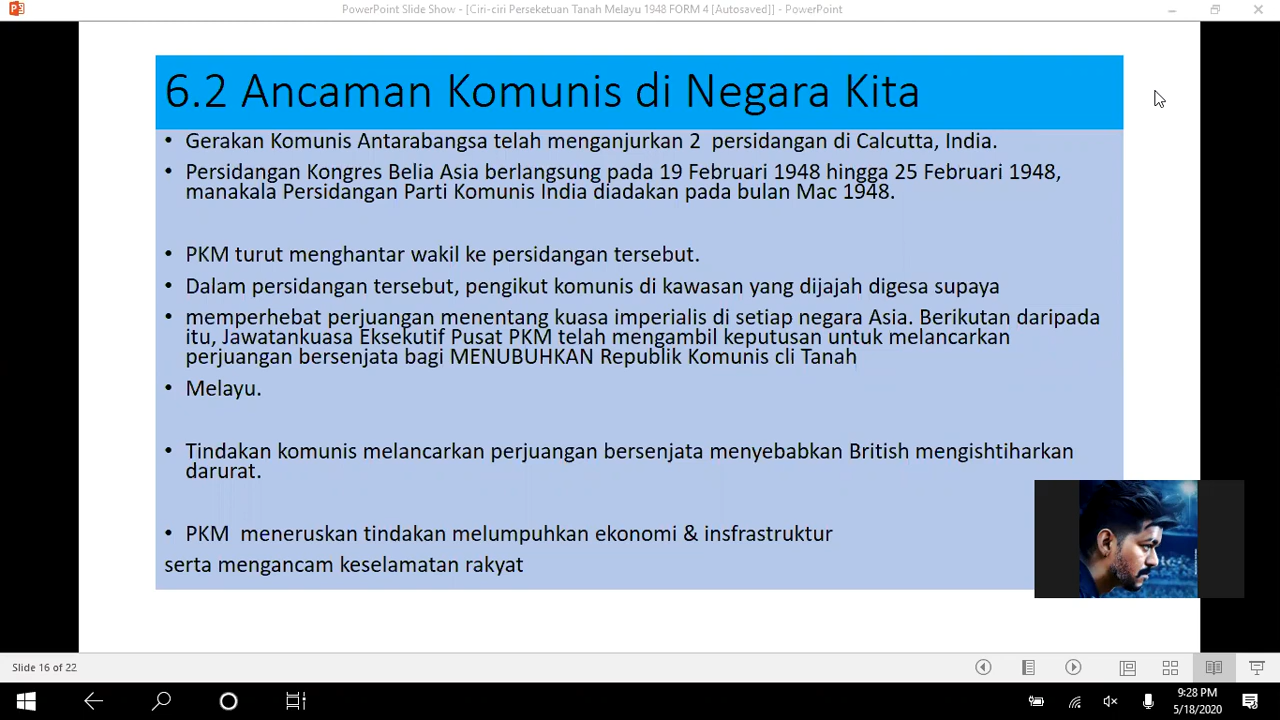 PowerPoint Slide Show - [Ciri-ciri Perseketuan Tanah Melayu 1948 FORM 4 [Autosaved]] - PowerPoint
6.2 Ancaman Komunis di Negara Kita
• Gerakan Komunis Antarabangsa telah menganjurkan 2 persidangan di Calcutta, India.
• Persidangan Kongres Belia Asia berlangsung pada 19 Februari 1948 hingga 25 Februari 1948,
manakala Persidangan Parti Komunis India diadakan pada bulan Mac 1948.
• PKM turut menghantar wakil ke persidangan tersebut.
• Dalam persidangan tersebut, pengikut komunis di kawasan yang dijajah digesa supaya
• memperhebat perjuangan menentang kuasa imperialis di setiap negara Asia. Berikutan daripada
itu, Jawatankuasa Eksekutif Pusat PKM telah mengambil keputusan untuk melancarkan
perjuangan bersenjata bagi MENUBUHKAN Republik Komunis cli Tanah
• Melayu.
• Tindakan komunis melancarkan perjuangan bersenjata menyebabkan British mengishtiharkan
darurat.
• PKM meneruskan tindakan melumpuhkan ekonomi & insfrastruktur
serta mengancam keselamatan rakyat
Slide 16 of 22
9:28 PM
5/18/2020